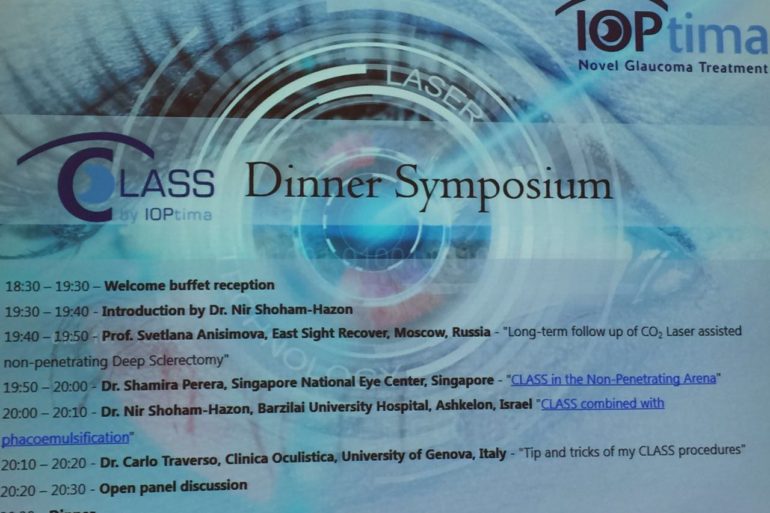 IOPtima
Novel Glaucoma Treatment
LASER
CLASS
by IOPtima
Dinner Symposium
18:30 – 19:30 – Welcome buffet reception
19:30 – 19:40 - Introduction by Dr. Nir Shoham-Hazon
19:40 – 19:50 - Prof. Svetlana Anisimova, East Sight Recover, Moscow, Russia - "Long-term follow up of CO₂ Laser assisted
non-penetrating Deep Sclerectomy"
19:50 – 20:00 - Dr. Shamira Perera, Singapore National Eye Center, Singapore - "CLASS in the Non-Penetrating Arena"
20:00 – 20:10 - Dr. Nir Shoham-Hazon, Barzilai University Hospital, Ashkelon, Israel "CLASS combined with
phacoemulsification"
TECHNOLOGY
20:10 – 20:20 - Dr. Carlo Traverso, Clinica Oculistica, University of Genova, Italy - "Tip and tricks of my CLASS procedures"
20:20 – 20:30 - Open panel discussion
Dinner